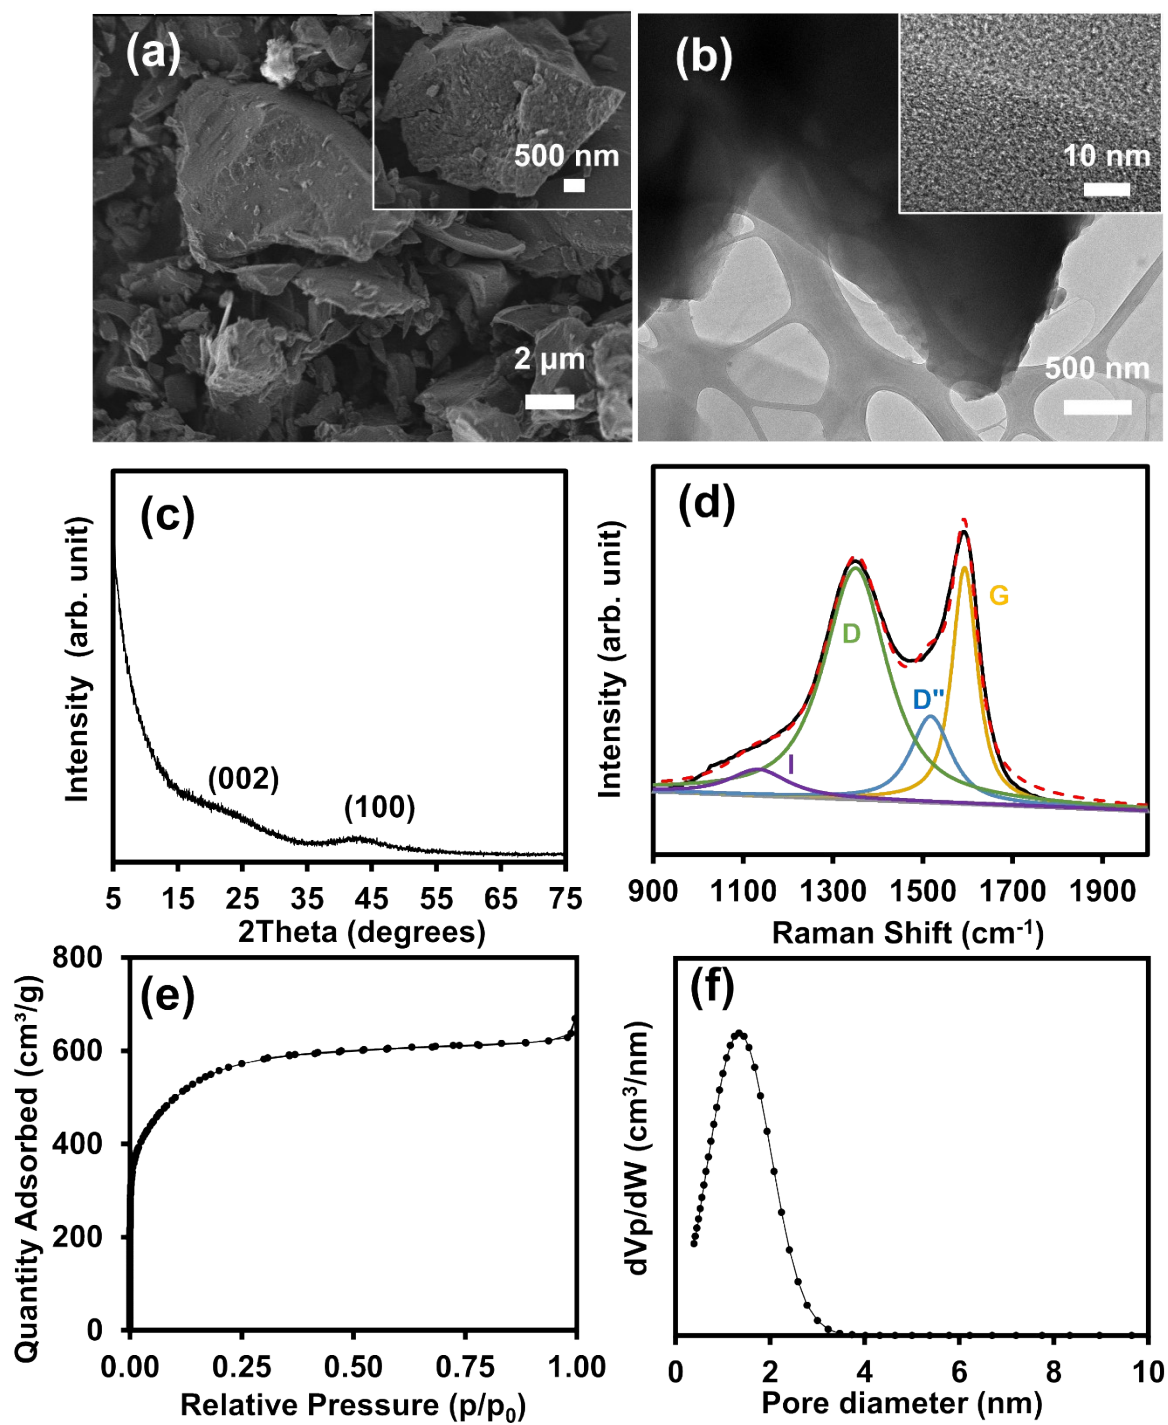 (a)
500 nm
2 µm
(b)
10 nm
500 nm
(c)
Intensity (arb. unit)
(002)
(100)
5 15 25 35 45 55 65 75
2Theta (degrees)
(d)
Intensity (arb. unit)
G
D
D"
I
900 1100 1300 1500 1700 1900
Raman Shift (cm⁻¹)
(e)
Quantity Adsorbed (cm³/g)
800
600
400
200
0
0.00 0.25 0.50 0.75 1.00
Relative Pressure (p/p₀)
(f)
dVp/dW (cm³/nm)
0 2 4 6 8 10
Pore diameter (nm)